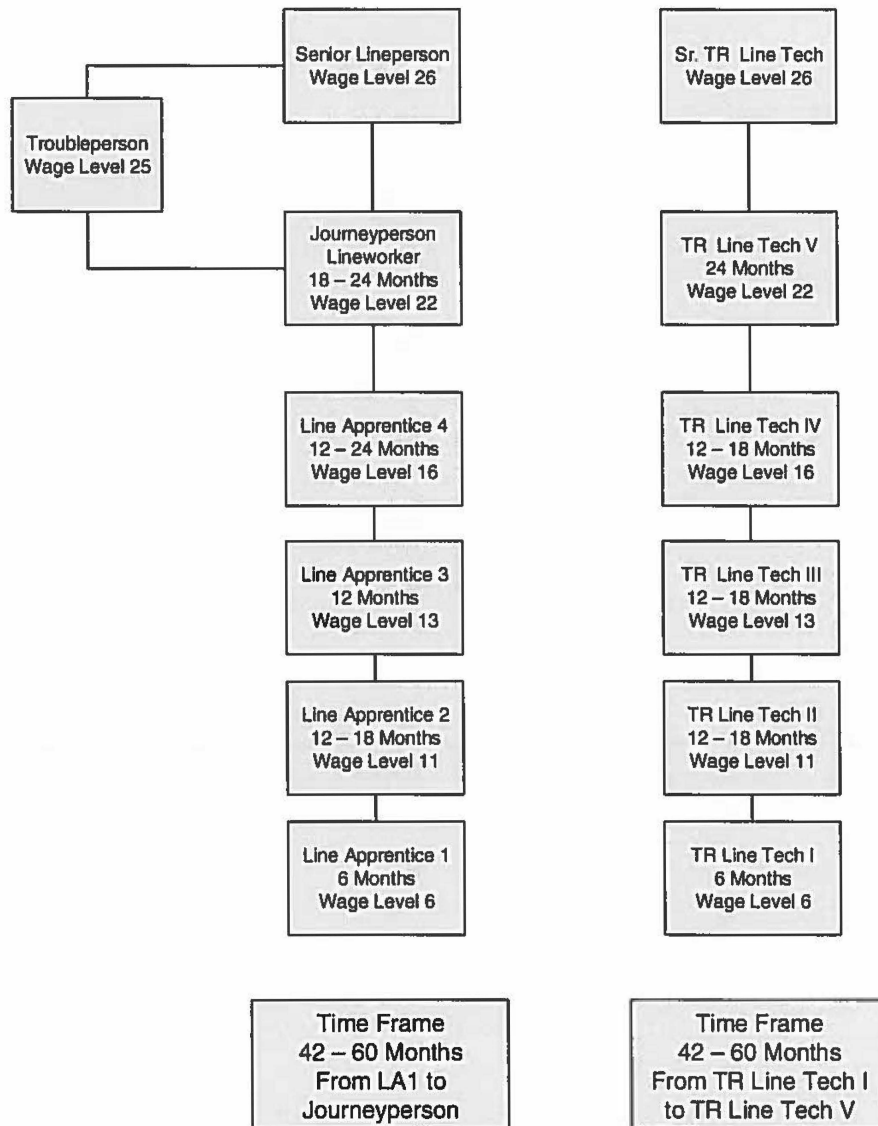 Senior Lineperson
Wage Level 26
Troubleperson
Wage Level 25
Journeyperson
Lineworker
18 – 24 Months
Wage Level 22
Line Apprentice 4
12 – 24 Months
Wage Level 16
Line Apprentice 3
12 Months
Wage Level 13
Line Apprentice 2
12 – 18 Months
Wage Level 11
Line Apprentice 1
6 Months
Wage Level 6
Time Frame
42 – 60 Months
From LA1 to
Journeyperson
Sr. TR Line Tech
Wage Level 26
TR Line Tech V
24 Months
Wage Level 22
TR Line Tech IV
12 – 18 Months
Wage Level 16
TR Line Tech III
12 – 18 Months
Wage Level 13
TR Line Tech II
12 – 18 Months
Wage Level 11
TR Line Tech I
6 Months
Wage Level 6
Time Frame
42 – 60 Months
From TR Line Tech I
to TR Line Tech V